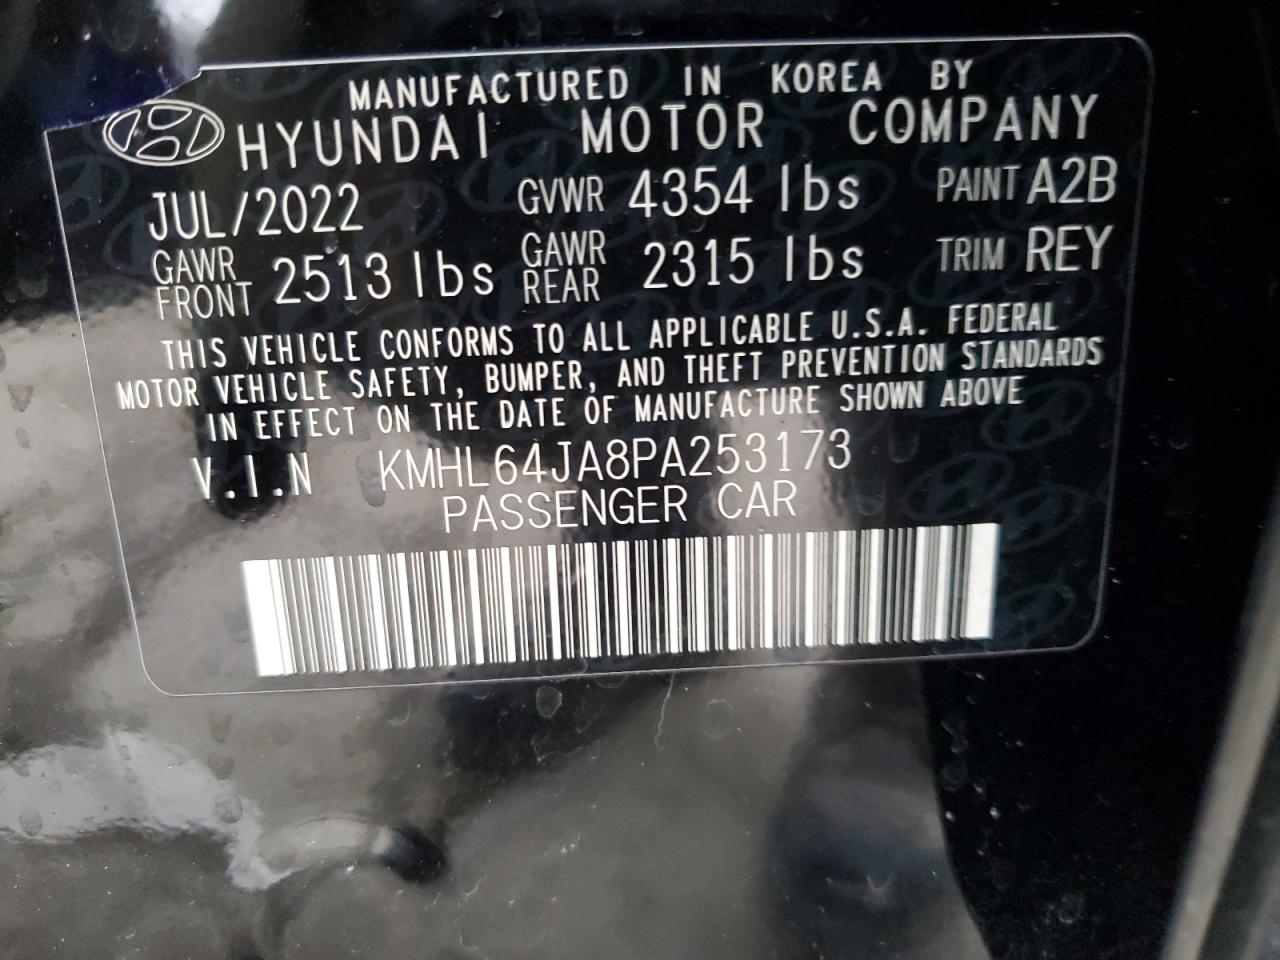 MANUFACTURED IN KOREA BY
HYUNDAI MOTOR COMPANY
JUL/2022 GVWR 4354 lbs PAINT A2B
GAWR FRONT 2513 lbs GAWR REAR 2315 lbs TRIM REY
THIS VEHICLE CONFORMS TO ALL APPLICABLE U.S.A. FEDERAL
MOTOR VEHICLE SAFETY, BUMPER, AND THEFT PREVENTION STANDARDS
IN EFFECT ON THE DATE OF MANUFACTURE SHOWN ABOVE
V.I.N KMHL64JA8PA253173
PASSENGER CAR